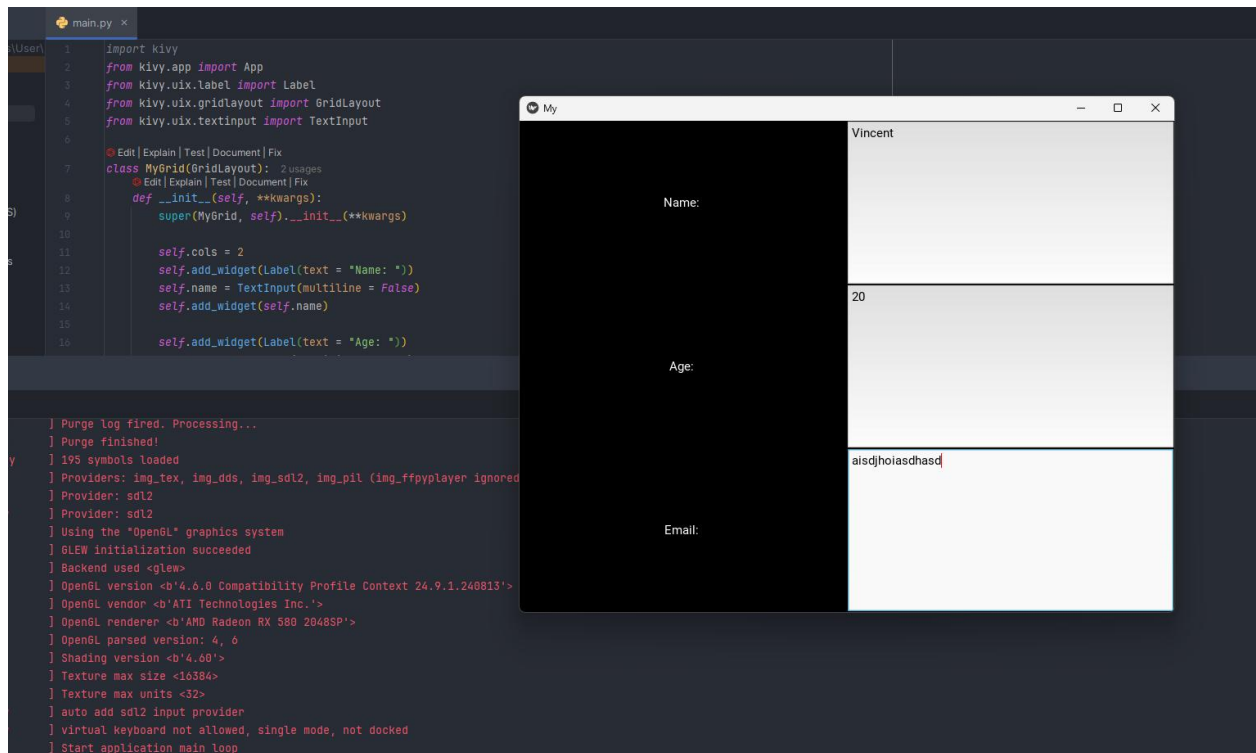 main.py ×
s\User\
1 import kivy
2 from kivy.app import App
3 from kivy.uix.label import Label
4 from kivy.uix.gridlayout import GridLayout
5 from kivy.uix.textinput import TextInput
6
Edit | Explain | Test | Document | Fix
7 class MyGrid(GridLayout): 2 usages
Edit | Explain | Test | Document | Fix
8 def __init__(self, **kwargs):
S)
9 super(MyGrid, self).__init__(**kwargs)
10
11 self.cols = 2
s
12 self.add_widget(Label(text = "Name: "))
13 self.name = TextInput(multiline = False)
14 self.add_widget(self.name)
15
16 self.add_widget(Label(text = "Age: "))
My
Name:
Vincent
Age:
20
Email:
aisdjhoiasdhasd
] Purge log fired. Processing...
] Purge finished!
y ] 195 symbols loaded
] Providers: img_tex, img_dds, img_sdl2, img_pil (img_ffpyplayer ignored
] Provider: sdl2
] Provider: sdl2
] Using the "OpenGL" graphics system
] GLEW initialization succeeded
] Backend used <glew>
] OpenGL version <b'4.6.0 Compatibility Profile Context 24.9.1.240813'>
] OpenGL vendor <b'ATI Technologies Inc.'>
] OpenGL renderer <b'AMD Radeon RX 580 2048SP'>
] OpenGL parsed version: 4, 6
] Shading version <b'4.60'>
] Texture max size <16384>
] Texture max units <32>
] auto add sdl2 input provider
] virtual keyboard not allowed, single mode, not docked
] Start application main loop